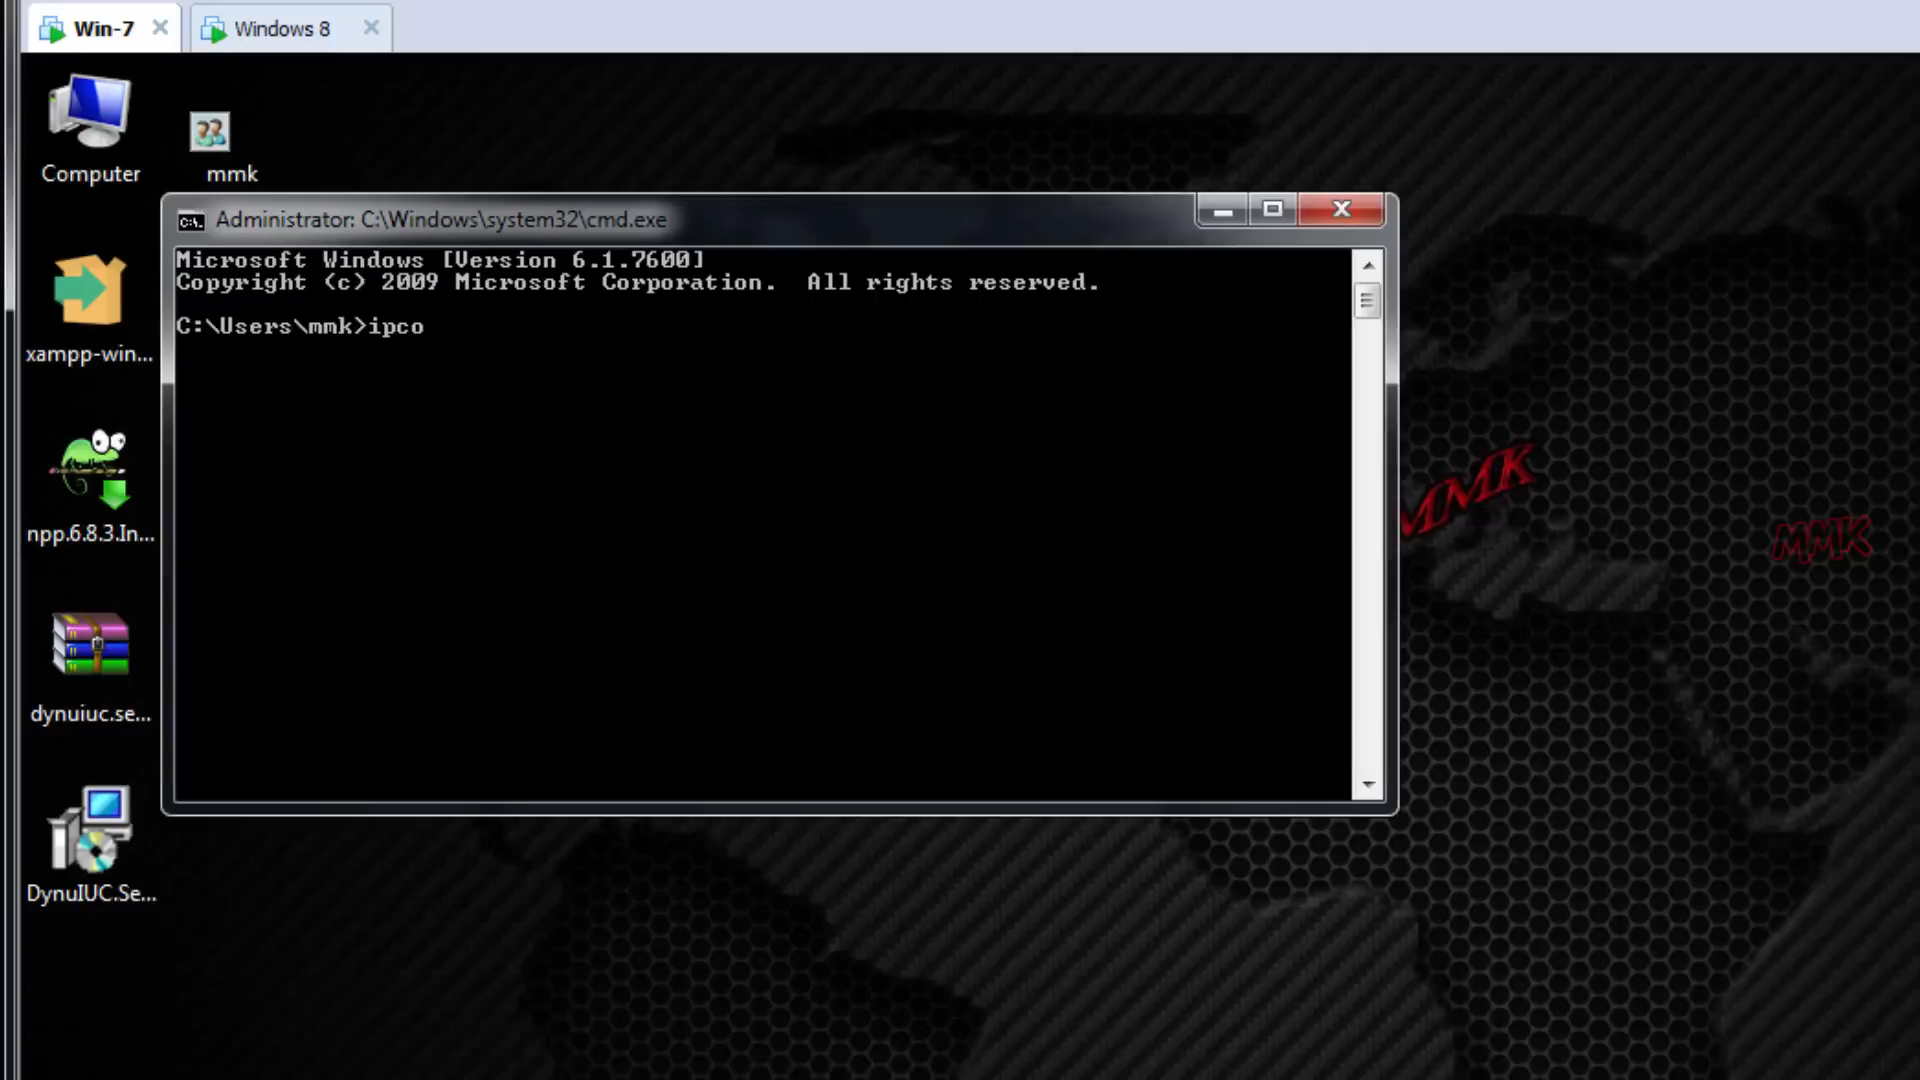 Win-7
Windows 8
Computer
mmk
Administrator: C:\Windows\system32\cmd.exe
Microsoft Windows [Version 6.1.7600]
Copyright (c) 2009 Microsoft Corporation.  All rights reserved.
C:\Users\mmk>ipco
xampp-win...
npp.6.8.3.In...
dynuiuc.se...
DynuIUC.Se...
MMK
MMK